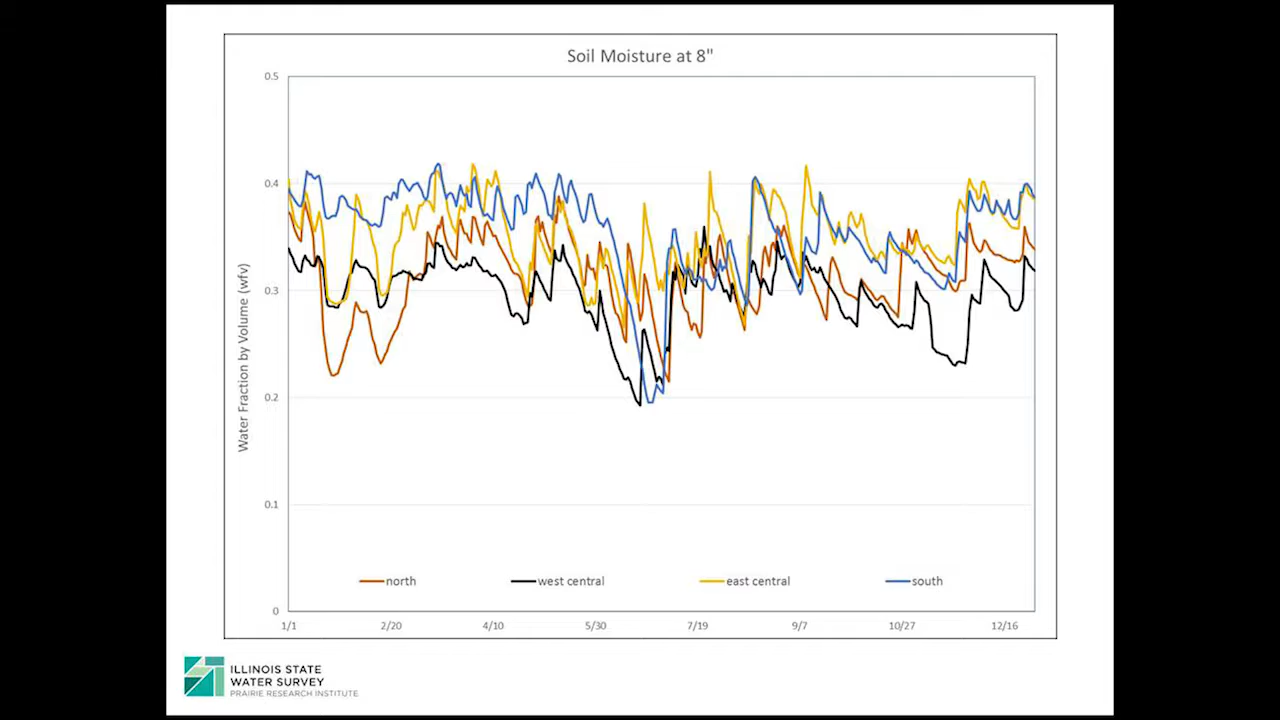 Soil Moisture at 8"
Water Fraction by Volume (wfv)
0.5
0.4
0.3
0.2
0.1
0
1/1 2/20 4/10 5/30 7/19 9/7 10/27 12/16
north west central east central south
ILLINOIS STATE
WATER SURVEY
PRAIRIE RESEARCH INSTITUTE